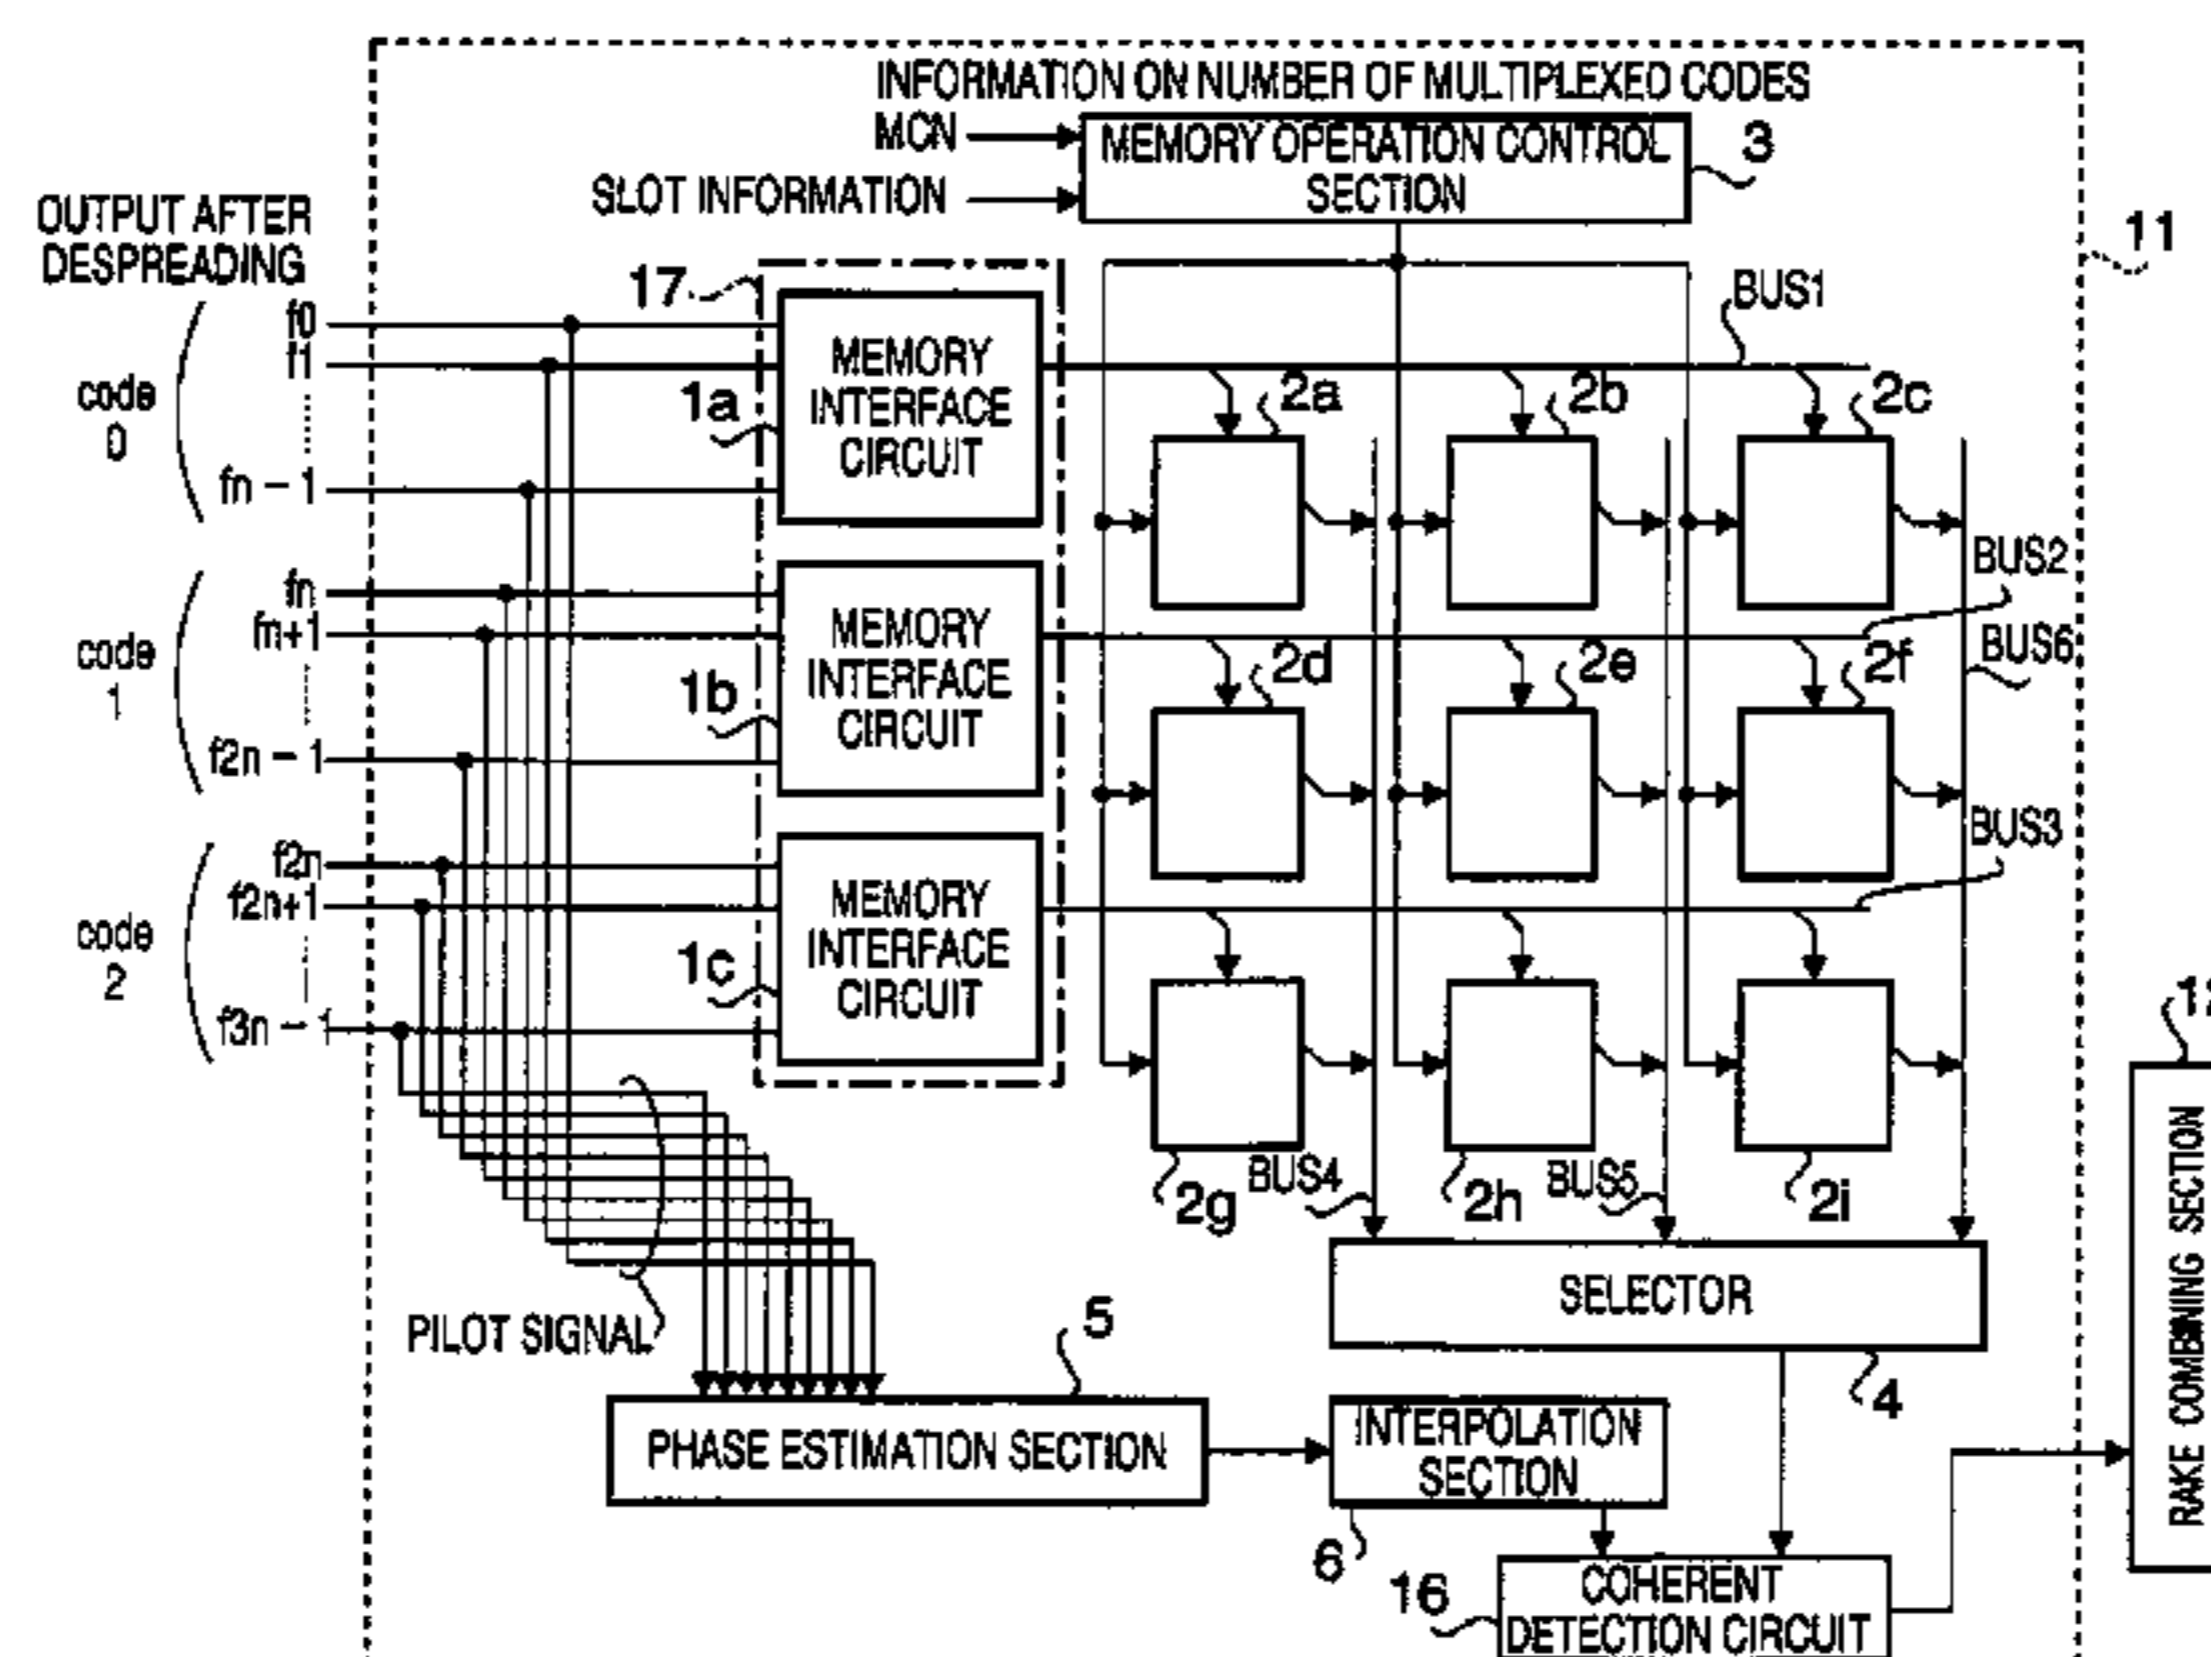 INFORMATION ON NUMBER OF MULTIPLEXED CODES
MCN
MEMORY OPERATION CONTROL
SECTION
3
SLOT INFORMATION
OUTPUT AFTER
DESPREADING
11
17
BUS1
f0
f1
fn - 1
code
0
MEMORY
INTERFACE
CIRCUIT
1a
2a
2b
2c
BUS2
BUS6
fn
fn+1
f2n - 1
code
1
MEMORY
INTERFACE
CIRCUIT
1b
2d
2e
2f
BUS3
f2n
f2n+1
f3n - 1
code
2
MEMORY
INTERFACE
CIRCUIT
1c
2g
BUS4
2h
BUS5
2i
SELECTOR
4
PILOT SIGNAL
5
PHASE ESTIMATION SECTION
INTERPOLATION
SECTION
6
16
COHERENT
DETECTION CIRCUIT
RAKE COMBINING SECTION